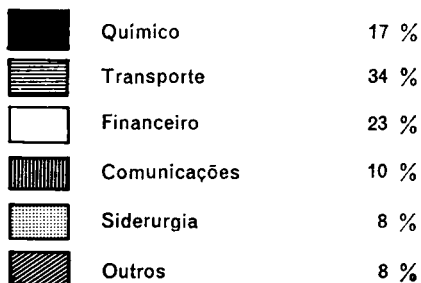 Químico 17 %
Transporte 34 %
Financeiro 23 %
Comunicações 10 %
Siderurgia 8 %
Outros 8 %